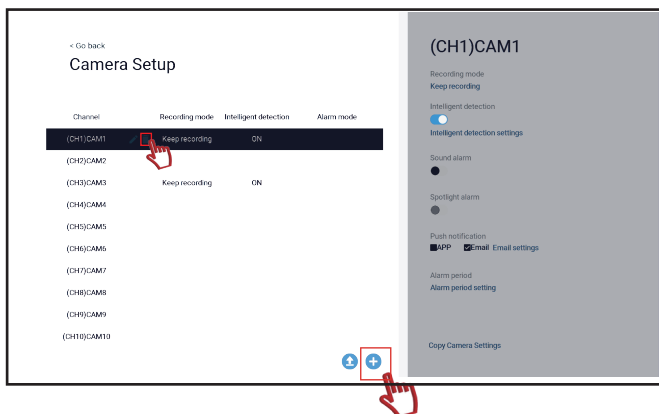 < Go back
Camera Setup
Channel Recording mode Intelligent detection Alarm mode
(CH1)CAM1 Keep recording ON
(CH2)CAM2
(CH3)CAM3 Keep recording ON
(CH4)CAM4
(CH5)CAM5
(CH6)CAM6
(CH7)CAM7
(CH8)CAM8
(CH9)CAM9
(CH10)CAM10
(CH1)CAM1
Recording mode
Keep recording
Intelligent detection
Intelligent detection settings
Sound alarm
Spotlight alarm
Push notification
APP Email Email settings
Alarm period
Alarm period setting
Copy Camera Settings